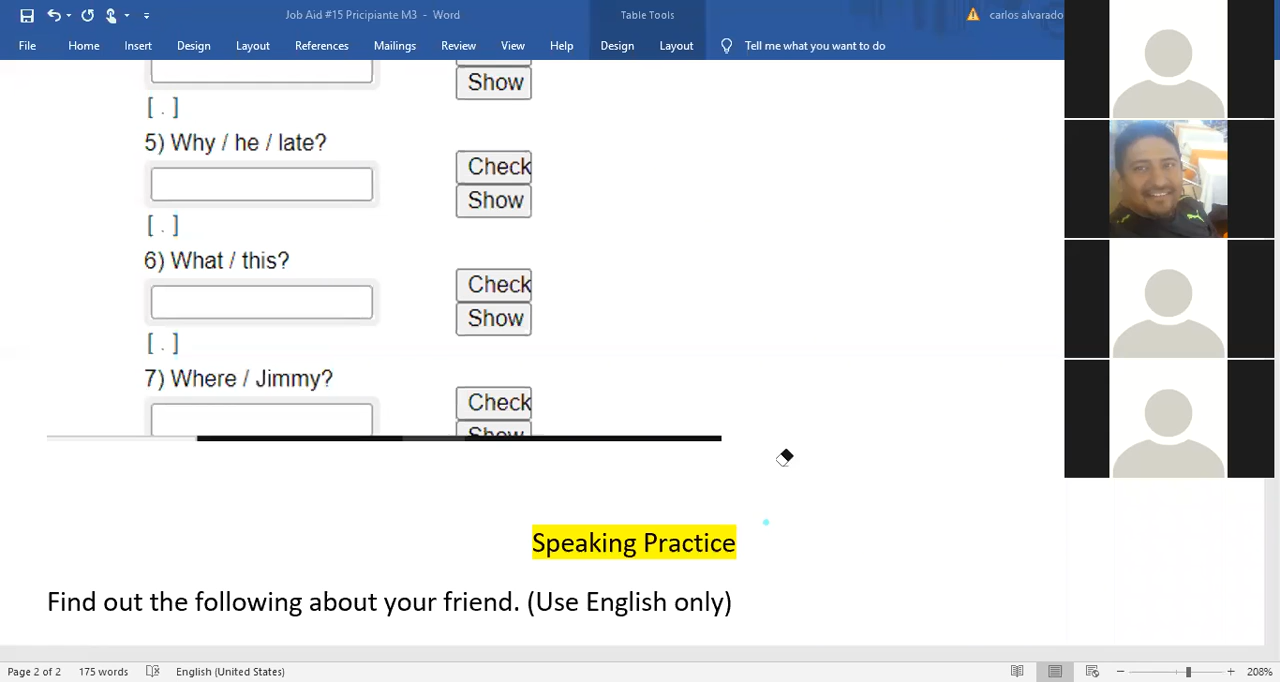 Job Aid #15 Pricipiante M3 - Word
Table Tools
carlos alvarado
File Home Insert Design Layout References Mailings Review View Help Design Layout Tell me what you want to do
Show
[ . ]
5) Why / he / late?
Check
Show
[ . ]
6) What / this?
Check
Show
[ . ]
7) Where / Jimmy?
Check
Show
Speaking Practice
Find out the following about your friend. (Use English only)
Page 2 of 2 175 words English (United States) 208%